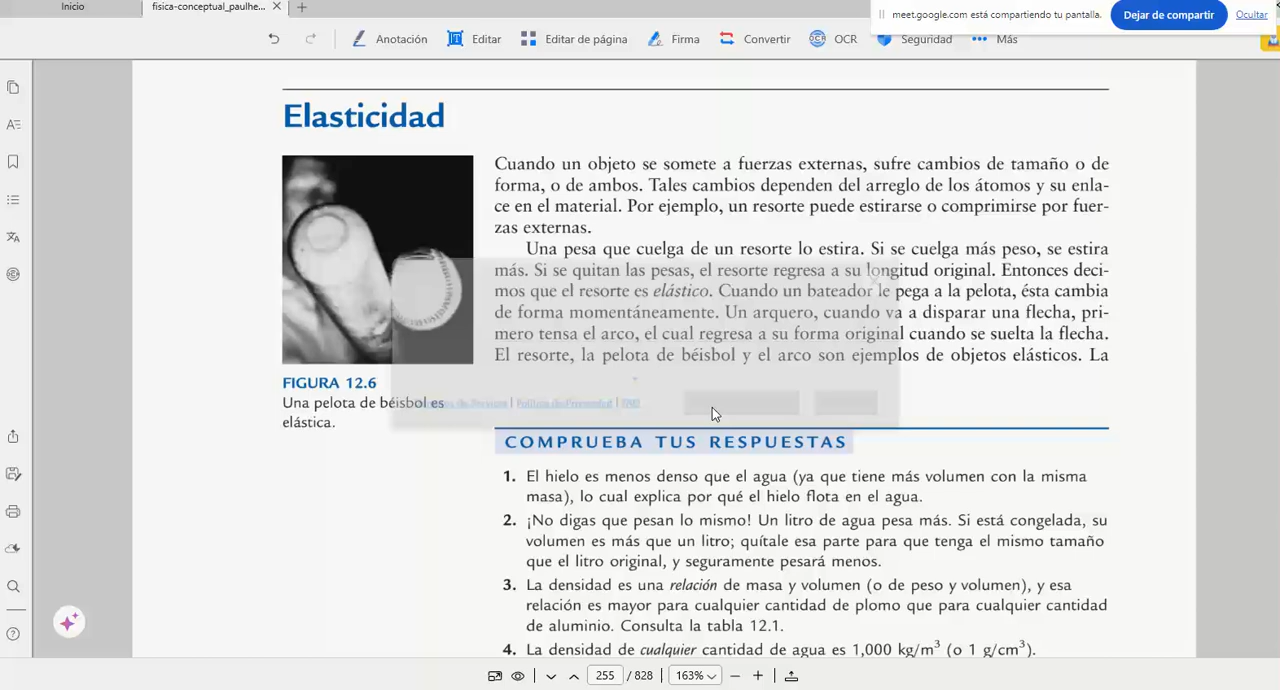 Inicio
fisica-conceptual_paulhe...
meet.google.com está compartiendo tu pantalla.
Dejar de compartir
Ocultar
Anotación
Editar
Editar de página
Firma
Convertir
OCR
Seguridad
Más
Elasticidad
Cuando un objeto se somete a fuerzas externas, sufre cambios de tamaño o de
forma, o de ambos. Tales cambios dependen del arreglo de los átomos y su enla-
ce en el material. Por ejemplo, un resorte puede estirarse o comprimirse por fuer-
zas externas.
Una pesa que cuelga de un resorte lo estira. Si se cuelga más peso, se estira
más. Si se quitan las pesas, el resorte regresa a su longitud original. Entonces deci-
mos que el resorte es elástico. Cuando un bateador le pega a la pelota, ésta cambia
de forma momentáneamente. Un arquero, cuando va a disparar una flecha, pri-
mero tensa el arco, el cual regresa a su forma original cuando se suelta la flecha.
El resorte, la pelota de béisbol y el arco son ejemplos de objetos elásticos. La
FIGURA 12.6
Una pelota de béisbol es
elástica.
COMPRUEBA TUS RESPUESTAS
1. El hielo es menos denso que el agua (ya que tiene más volumen con la misma
masa), lo cual explica por qué el hielo flota en el agua.
2. ¡No digas que pesan lo mismo! Un litro de agua pesa más. Si está congelada, su
volumen es más que un litro; quítale esa parte para que tenga el mismo tamaño
que el litro original, y seguramente pesará menos.
3. La densidad es una relación de masa y volumen (o de peso y volumen), y esa
relación es mayor para cualquier cantidad de plomo que para cualquier cantidad
de aluminio. Consulta la tabla 12.1.
4. La densidad de cualquier cantidad de agua es 1,000 kg/m³ (o 1 g/cm³).
255 / 828
163%